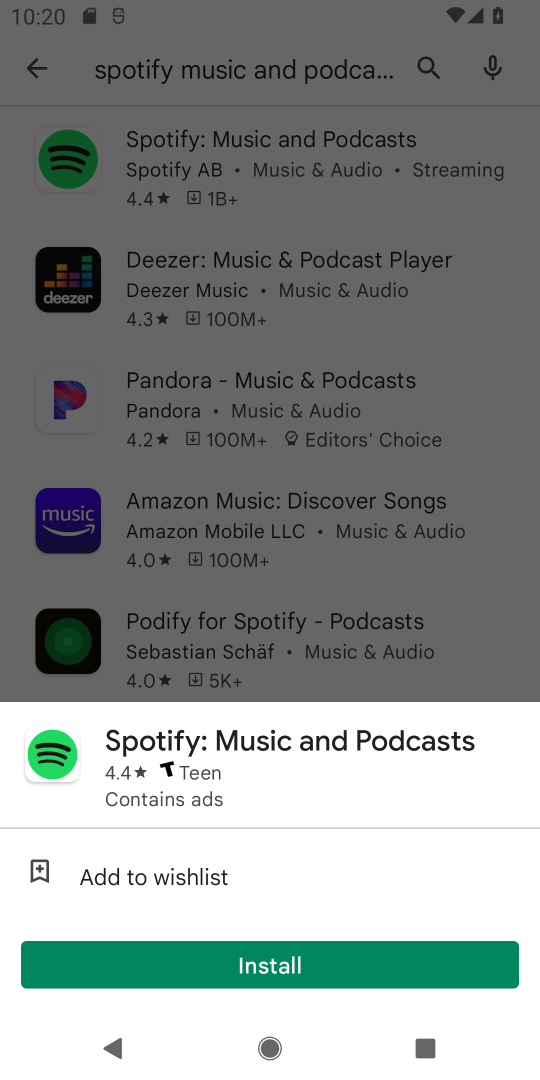 10:20
spotify music and podca...
Spotify: Music and Podcasts
Spotify AB • Music & Audio • Streaming
4.4★ 1B+
deezer
Deezer: Music & Podcast Player
Deezer Music • Music & Audio
4.3★ 100M+
Pandora - Music & Podcasts
Pandora • Music & Audio
4.2★ 100M+ Editors' Choice
music
Amazon Music: Discover Songs
Amazon Mobile LLC • Music & Audio
4.0★ 100M+
Podify for Spotify - Podcasts
Sebastian Schäf • Music & Audio
4.0★ 5K+
Spotify: Music and Podcasts
4.4★ Teen
Contains ads
Add to wishlist
Install